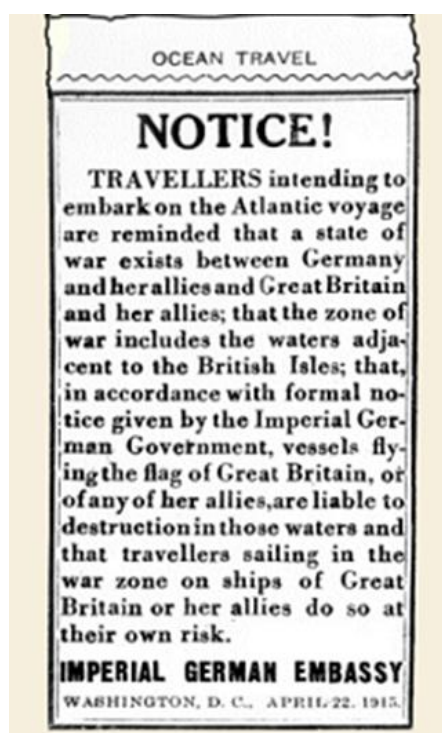 OCEAN TRAVEL
NOTICE!
TRAVELLERS intending to
embark on the Atlantic voyage
are reminded that a state of
war exists between Germany
and her allies and Great Britain
and her allies; that the zone of
war includes the waters adja-
cent to the British Isles; that,
in accordance with formal no-
tice given by the Imperial Ger-
man Government, vessels fly-
ing the flag of Great Britain, or
of any of her allies, are liable to
destruction in those waters and
that travellers sailing in the
war zone on ships of Great
Britain or her allies do so at
their own risk.
IMPERIAL GERMAN EMBASSY
WASHINGTON, D. C., APRIL 22, 1915.